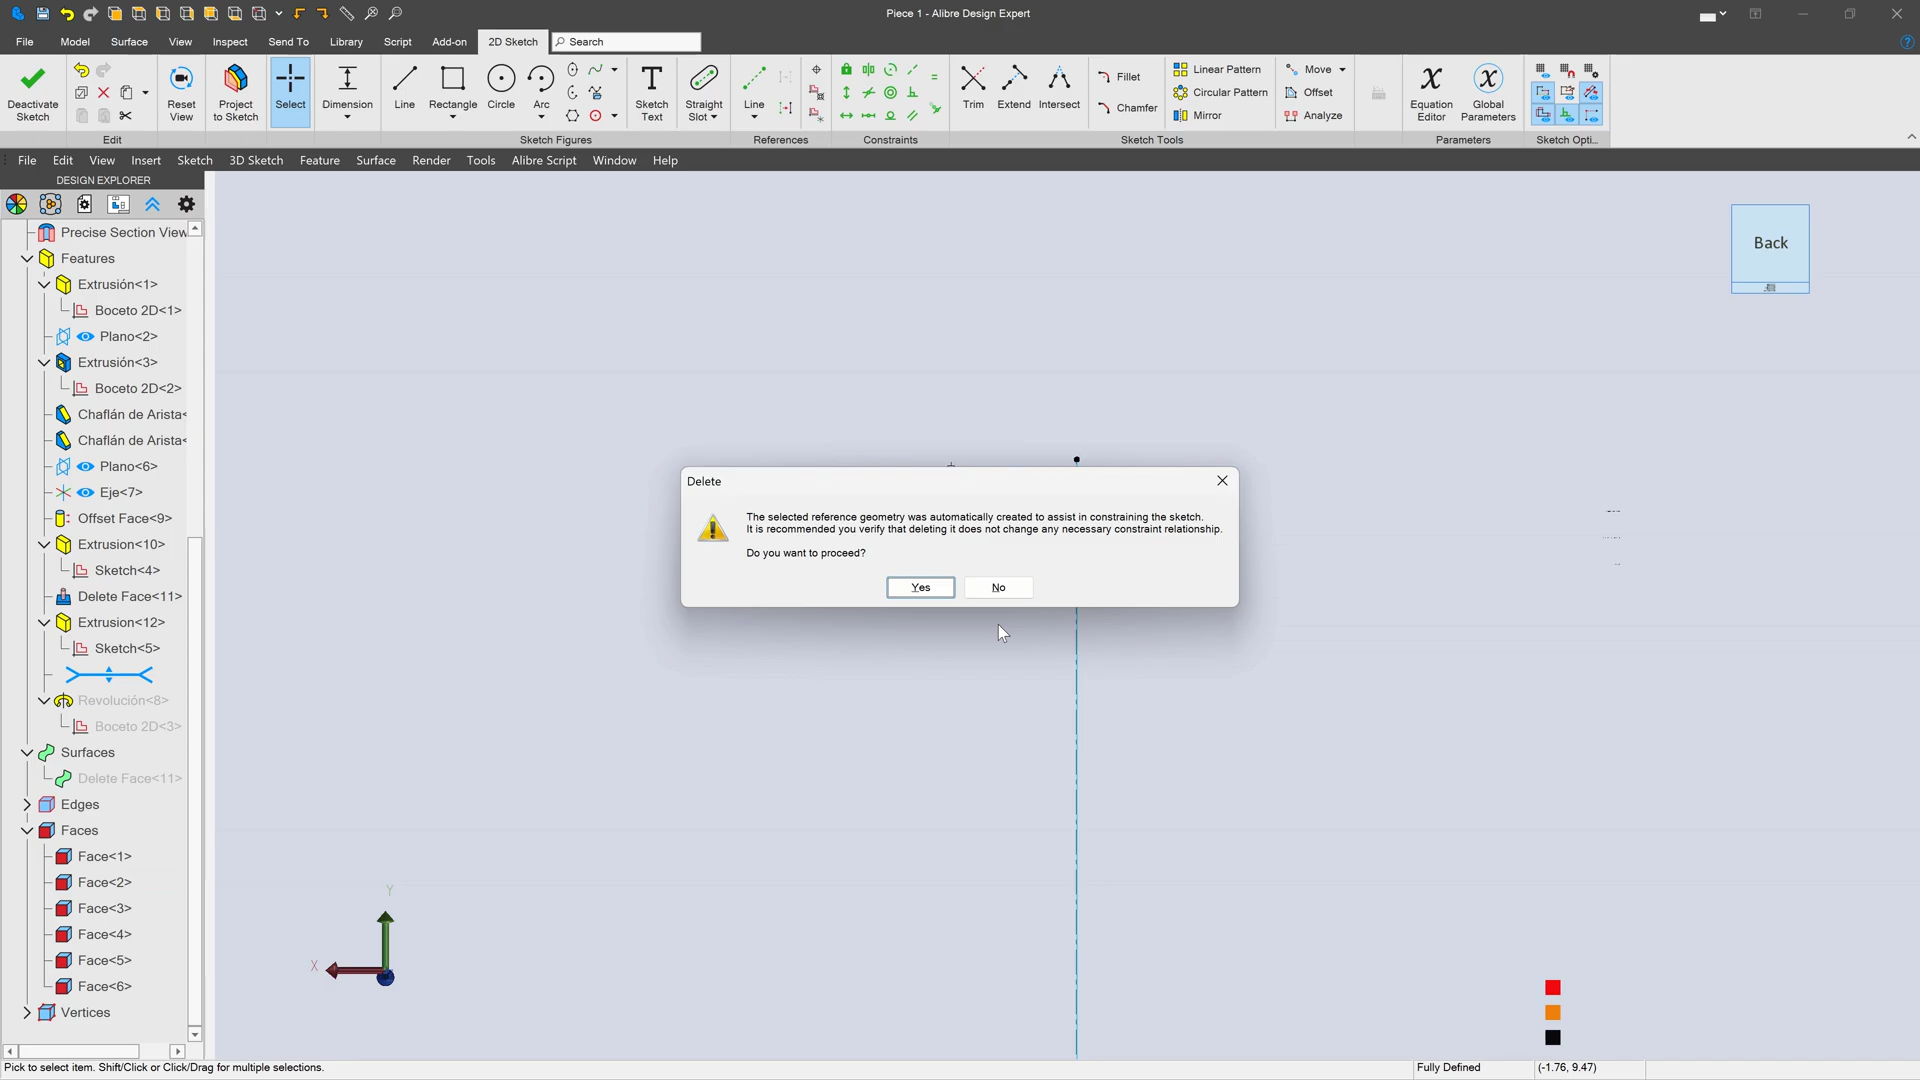 Piece 1 - Alibre Design Expert
File Model Surface View Inspect Send To Library Script Add-on 2D Sketch Search
Deactivate Sketch
Edit
Reset View
Project to Sketch
Select
Dimension
Line
Rectangle
Circle
Arc
Sketch Text
Straight Slot
Sketch Figures
Line
References
Constraints
Trim
Extend
Intersect
Fillet
Chamfer
Linear Pattern
Circular Pattern
Mirror
Move
Offset
Analyze
Sketch Tools
Equation Editor
Global Parameters
Parameters
Sketch Opti...
File Edit View Insert Sketch 3D Sketch Feature Surface Render Tools Alibre Script Window Help
DESIGN EXPLORER
Precise Section View
Features
Extrusión<1>
Boceto 2D<1>
Plano<2>
Extrusión<3>
Boceto 2D<2>
Chaflán de Arista<
Chaflán de Arista<
Plano<6>
Eje<7>
Offset Face<9>
Extrusion<10>
Sketch<4>
Delete Face<11>
Extrusion<12>
Sketch<5>
Revolución<8>
Boceto 2D<3>
Surfaces
Delete Face<11>
Edges
Faces
Face<1>
Face<2>
Face<3>
Face<4>
Face<5>
Face<6>
Vertices
Back
Delete
The selected reference geometry was automatically created to assist in constraining the sketch.
It is recommended you verify that deleting it does not change any necessary constraint relationship.
Do you want to proceed?
Yes No
Y
X
Pick to select item. Shift/Click or Click/Drag for multiple selections.
Fully Defined
(-1.76, 9.47)